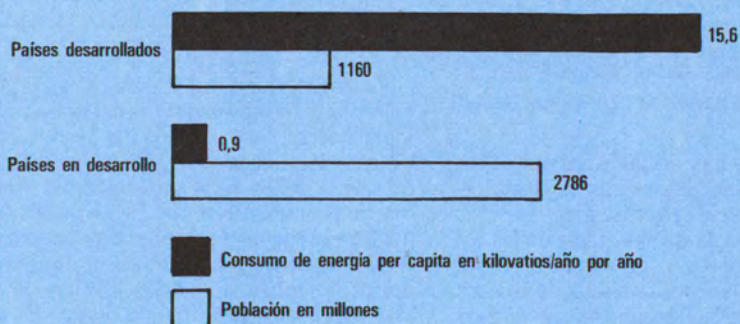 Países desarrollados
15,6
1160
Países en desarrollo
0,9
2786
Consumo de energía per capita en kilovatios/año por año
Población en millones